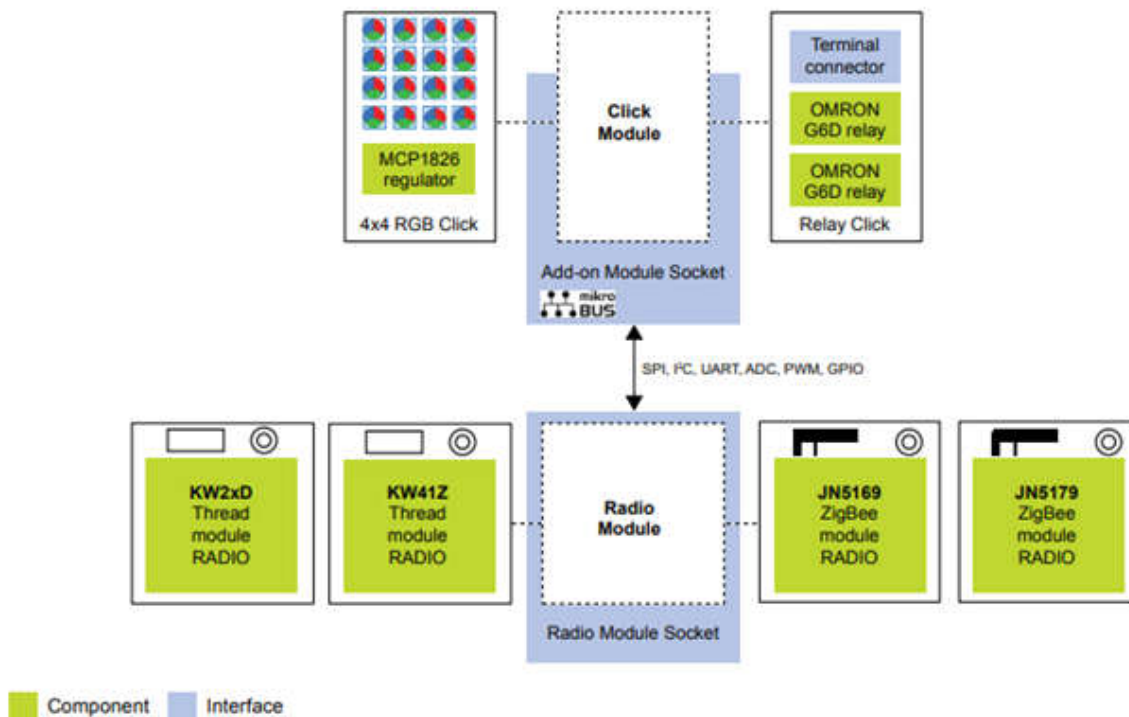 MCP1826
regulator
4x4 RGB Click
Click
Module
Add-on Module Socket
mikro
BUS
Terminal
connector
OMRON
G6D relay
OMRON
G6D relay
Relay Click
SPI, I²C, UART, ADC, PWM, GPIO
KW2xD
Thread
module
RADIO
KW41Z
Thread
module
RADIO
Radio
Module
Radio Module Socket
JN5169
ZigBee
module
RADIO
JN5179
ZigBee
module
RADIO
Component
Interface